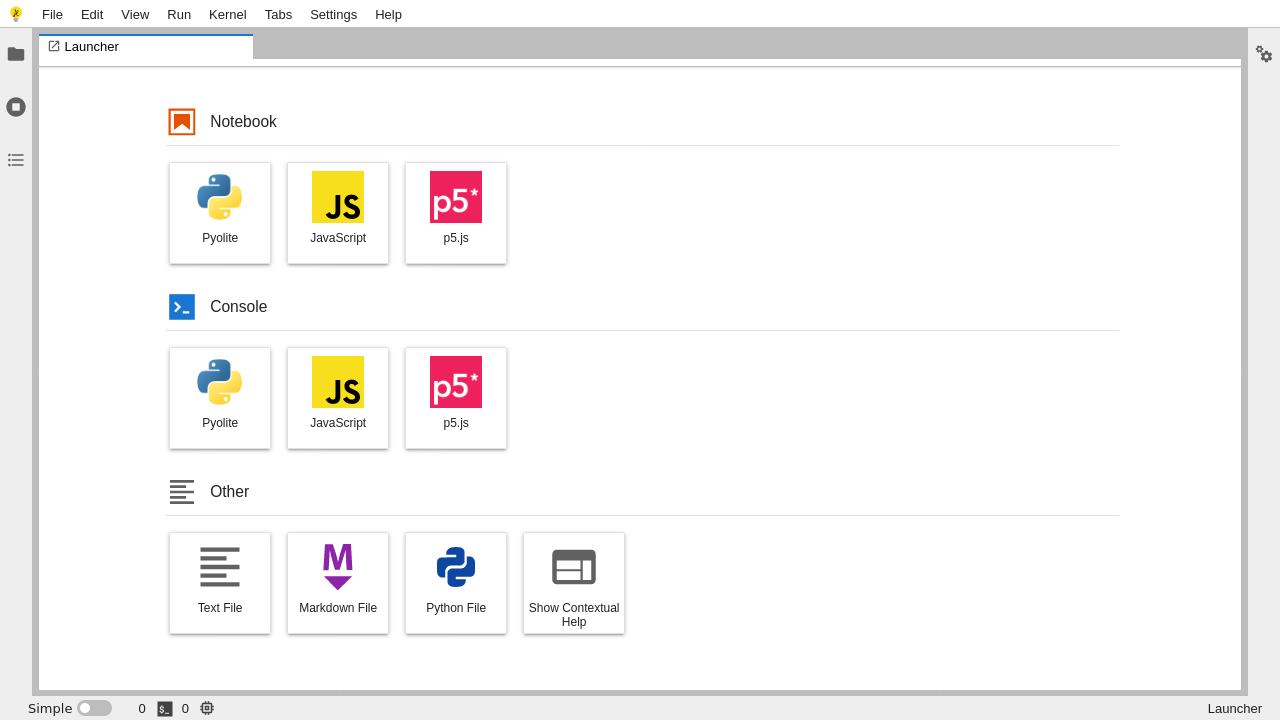 File Edit View Run Kernel Tabs Settings Help
Launcher
Notebook
JS p5*
Pyolite JavaScript p5.js
Console
JS p5*
Pyolite JavaScript p5.js
Other
M
Text File Markdown File Python File Show Contextual
Help
Simple 0 $_ 0 Launcher